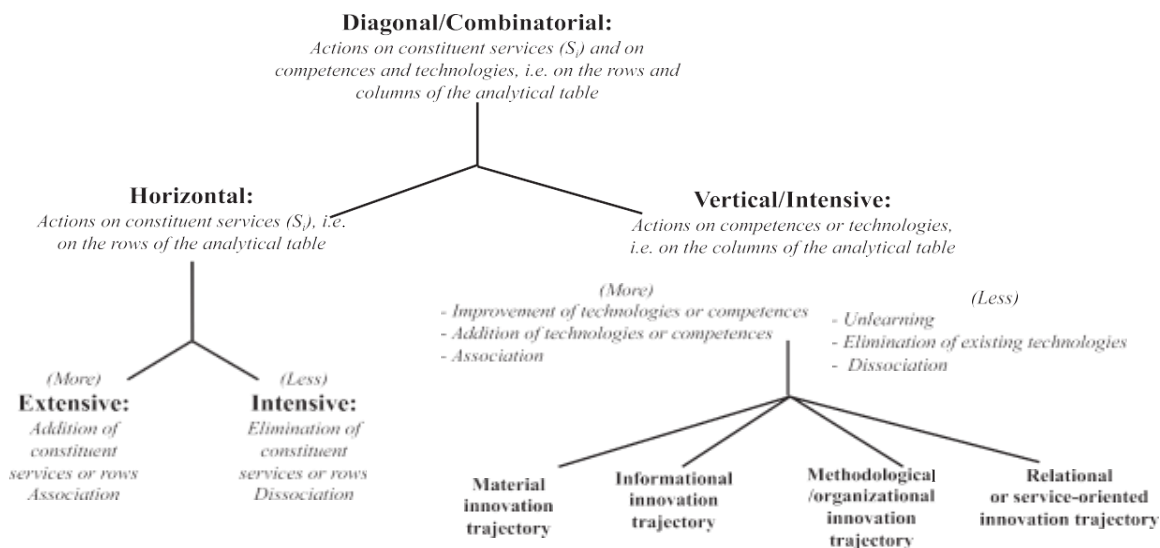 Diagonal/Combinatorial:
Actions on constituent services (Si) and on
competences and technologies, i.e. on the rows and
columns of the analytical table
Horizontal:
Actions on constituent services (Si), i.e.
on the rows of the analytical table
Vertical/Intensive:
Actions on competences or technologies,
i.e. on the columns of the analytical table
(More)
- Improvement of technologies or competences
- Addition of technologies or competences
- Association
(Less)
- Unlearning
- Elimination of existing technologies
- Dissociation
(More)
Extensive:
Addition of
constituent
services or rows
Association
(Less)
Intensive:
Elimination of
constituent
services or rows
Dissociation
Material
innovation
trajectory
Informational
innovation
trajectory
Methodological
/organizational
innovation
trajectory
Relational
or service-oriented
innovation trajectory